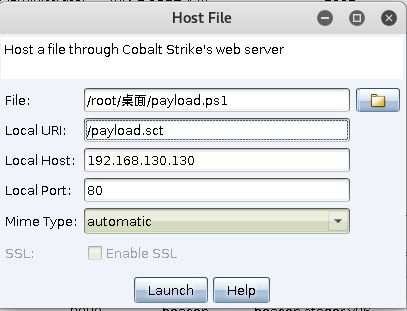 Host File
Host a file through Cobalt Strike's web server
File: /root/桌面/payload.ps1
Local URI: /payload.sct
Local Host: 192.168.130.130
Local Port: 80
Mime Type: automatic
SSL: Enable SSL
Launch Help